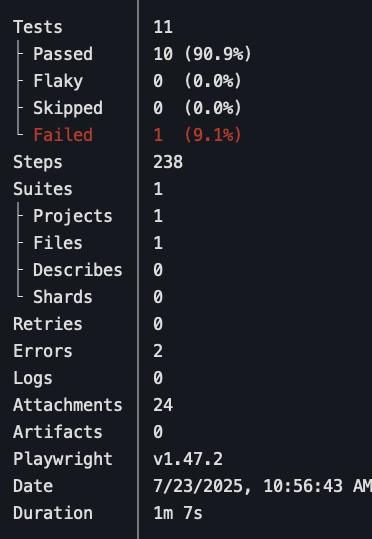 Tests 11
├ Passed 10 (90.9%)
├ Flaky 0 (0.0%)
├ Skipped 0 (0.0%)
└ Failed 1 (9.1%)
Steps 238
Suites 1
├ Projects 1
├ Files 1
├ Describes 0
└ Shards 0
Retries 0
Errors 2
Logs 0
Attachments 24
Artifacts 0
Playwright v1.47.2
Date 7/23/2025, 10:56:43 AM
Duration 1m 7s